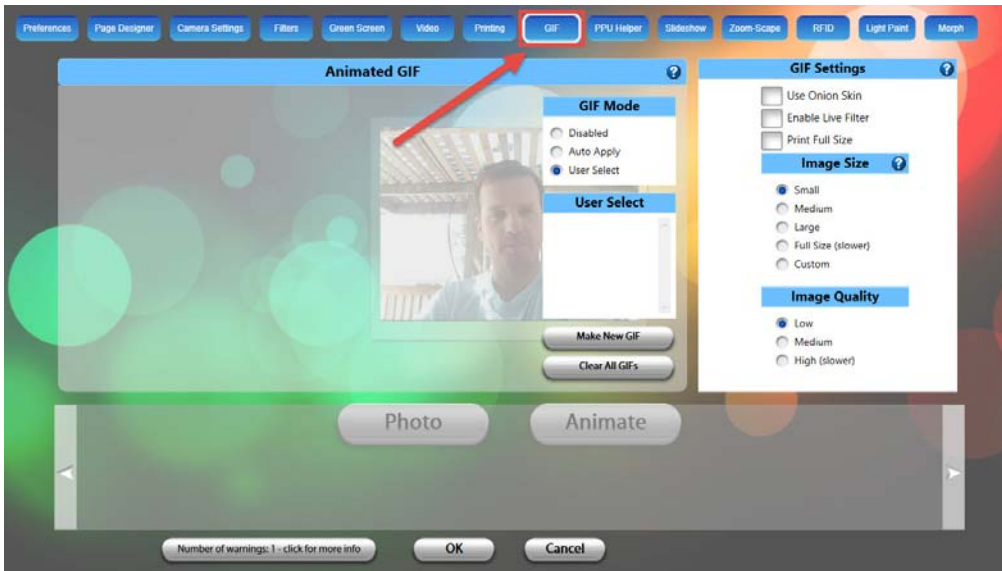 Preferences
Page Designer
Camera Settings
Filters
Green Screen
Video
Printing
GIF
PPU Helper
Slideshow
Zoom-Scape
RFID
Light Paint
Morph
Animated GIF
?
GIF Mode
Disabled
Auto Apply
User Select
User Select
Make New GIF
Clear All GIFs
GIF Settings
?
Use Onion Skin
Enable Live Filter
Print Full Size
Image Size
?
Small
Medium
Large
Full Size (slower)
Custom
Image Quality
Low
Medium
High (slower)
Photo
Animate
Number of warnings: 1 - click for more info
OK
Cancel